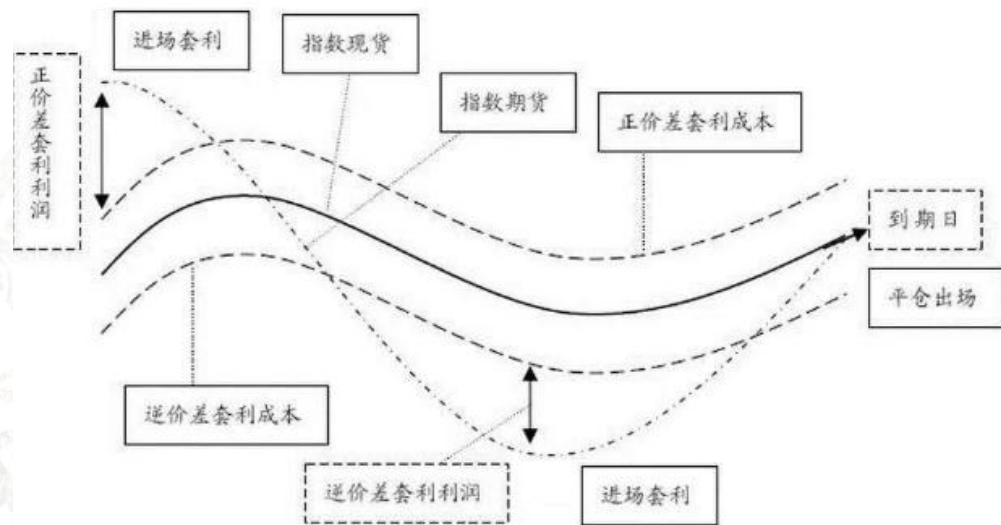 进场套利
指数现货
正价差套利利润
指数期货
正价差套利成本
到期日
平仓出场
逆价差套利成本
逆价差套利利润
进场套利